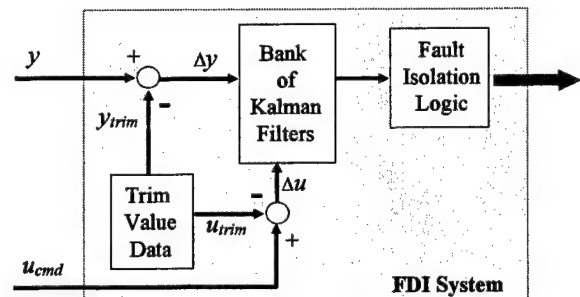 y
+
Δy
-
y_trim
Bank
of
Kalman
Filters
Fault
Isolation
Logic
Trim
Value
Data
-
Δu
u_trim
+
u_cmd
FDI System